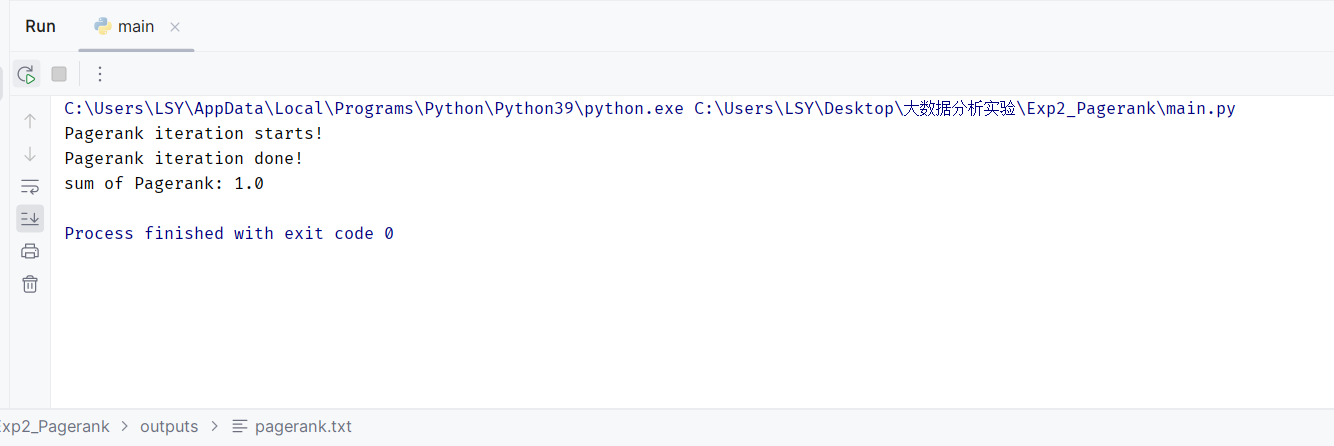 Run main
C:\Users\LSY\AppData\Local\Programs\Python\Python39\python.exe C:\Users\LSY\Desktop\大数据分析实验\Exp2_Pagerank\main.py
Pagerank iteration starts!
Pagerank iteration done!
sum of Pagerank: 1.0
Process finished with exit code 0
xp2_Pagerank > outputs > pagerank.txt